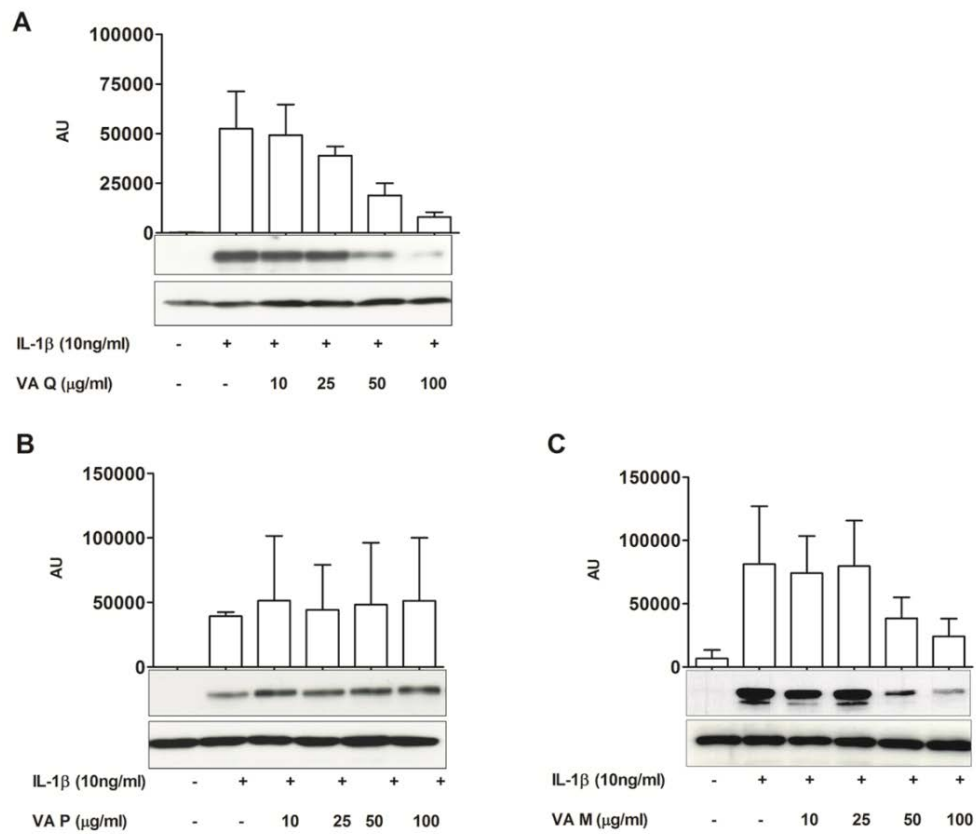 A
100000
75000
50000
25000
0
AU
IL-1β (10ng/ml) - + + + + +
VA Q (μg/ml) - - 10 25 50 100
B
150000
100000
50000
0
AU
IL-1β (10ng/ml) - + + + + +
VA P (μg/ml) - - 10 25 50 100
C
150000
100000
50000
0
AU
IL-1β (10ng/ml) - + + + + +
VA M (μg/ml) - - 10 25 50 100